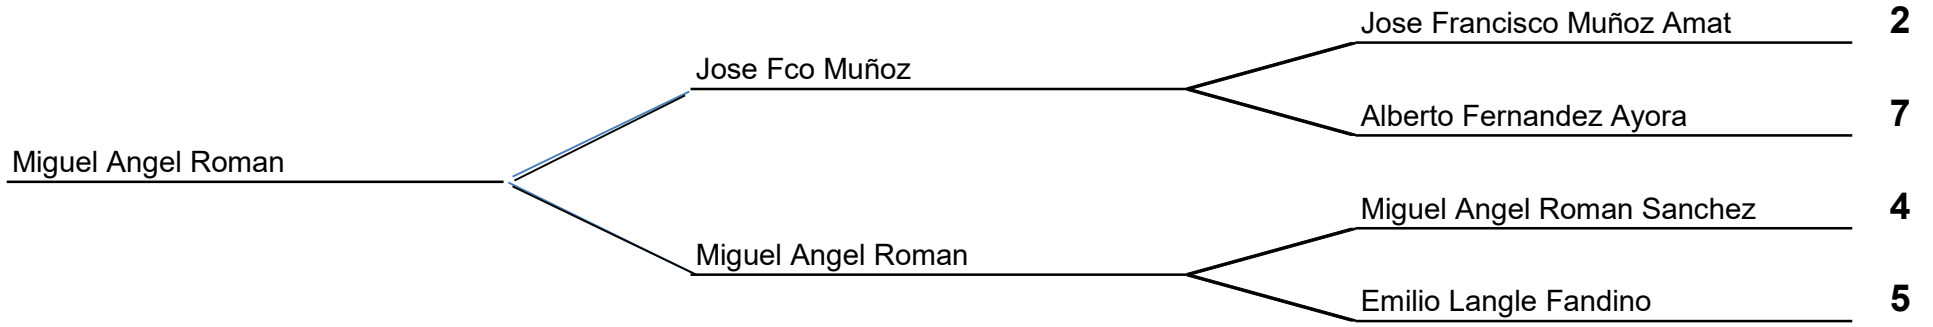 Jose Francisco Muñoz Amat 2
Jose Fco Muñoz
Alberto Fernandez Ayora 7
Miguel Angel Roman
Miguel Angel Roman Sanchez 4
Miguel Angel Roman
Emilio Langle Fandino 5